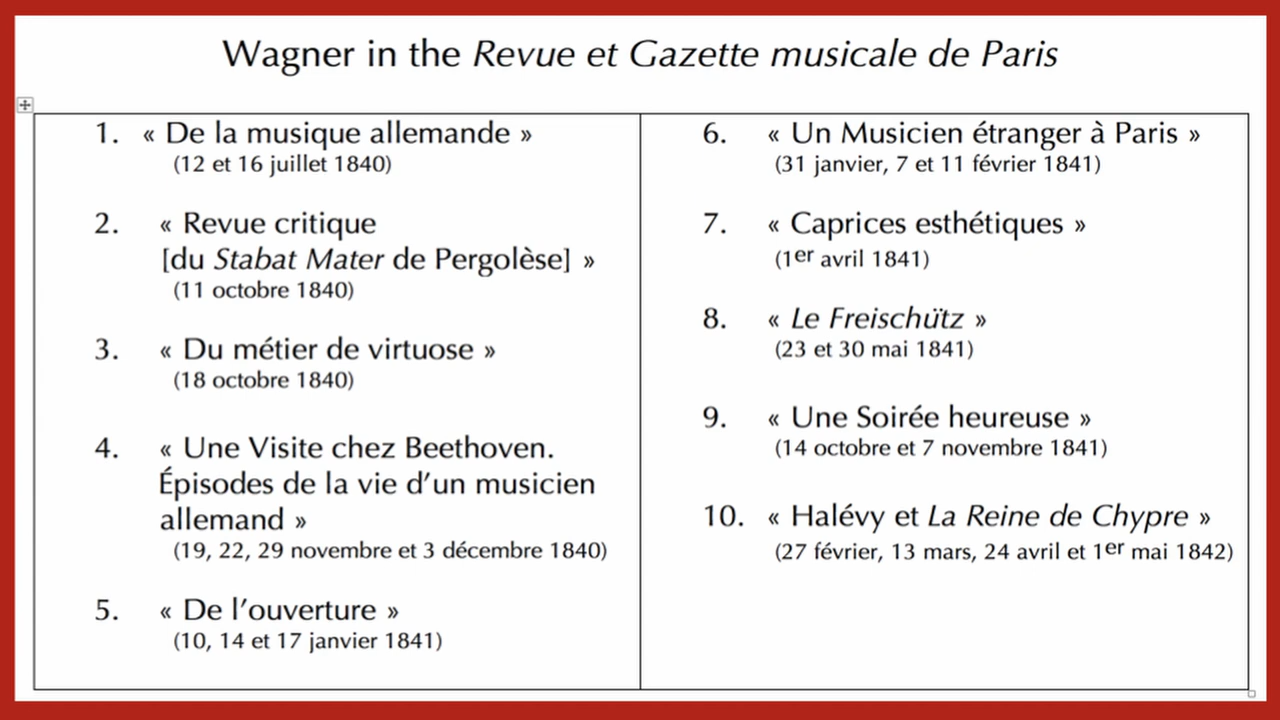 Wagner in the Revue et Gazette musicale de Paris
1. « De la musique allemande »
(12 et 16 juillet 1840)
2. « Revue critique
[du Stabat Mater de Pergolèse] »
(11 octobre 1840)
3. « Du métier de virtuose »
(18 octobre 1840)
4. « Une Visite chez Beethoven.
Épisodes de la vie d’un musicien
allemand »
(19, 22, 29 novembre et 3 décembre 1840)
5. « De l’ouverture »
(10, 14 et 17 janvier 1841)
6. « Un Musicien étranger à Paris »
(31 janvier, 7 et 11 février 1841)
7. « Caprices esthétiques »
(1er avril 1841)
8. « Le Freischütz »
(23 et 30 mai 1841)
9. « Une Soirée heureuse »
(14 octobre et 7 novembre 1841)
10. « Halévy et La Reine de Chypre »
(27 février, 13 mars, 24 avril et 1er mai 1842)